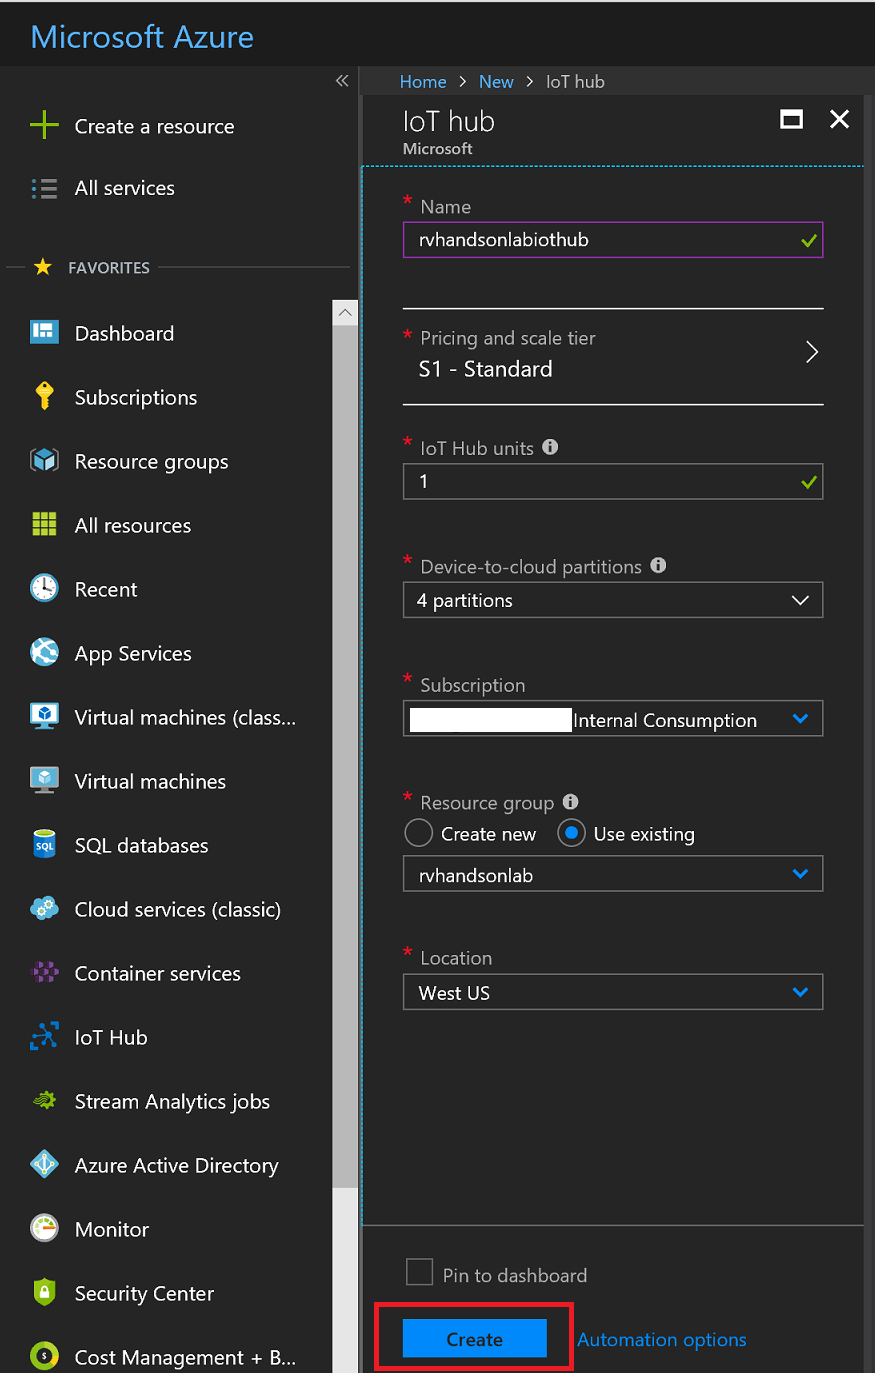 Microsoft Azure
Create a resource
All services
FAVORITES
Dashboard
Subscriptions
Resource groups
All resources
Recent
App Services
Virtual machines (class...
Virtual machines
SQL databases
Cloud services (classic)
Container services
IoT Hub
Stream Analytics jobs
Azure Active Directory
Monitor
Security Center
Cost Management + B...
Home > New > IoT hub
IoT hub
Microsoft
* Name
rvhandsonlabiothub
* Pricing and scale tier
S1 - Standard
* IoT Hub units
1
* Device-to-cloud partitions
4 partitions
* Subscription
Internal Consumption
* Resource group
Create new Use existing
rvhandsonlab
* Location
West US
Pin to dashboard
Create Automation options